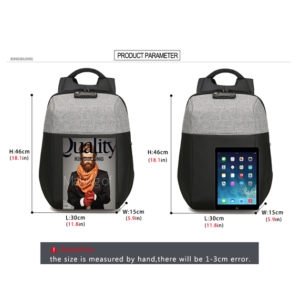 PRODUCT PARAMETER
Quality
H:46cm
(18.1in)
H:46cm
(18.1in)
W:15cm
(5.9in)
W:15cm
(5.9in)
L:30cm
(11.8in)
L:30cm
(11.8in)
the size is measured by hand,there will be 1-3cm error.